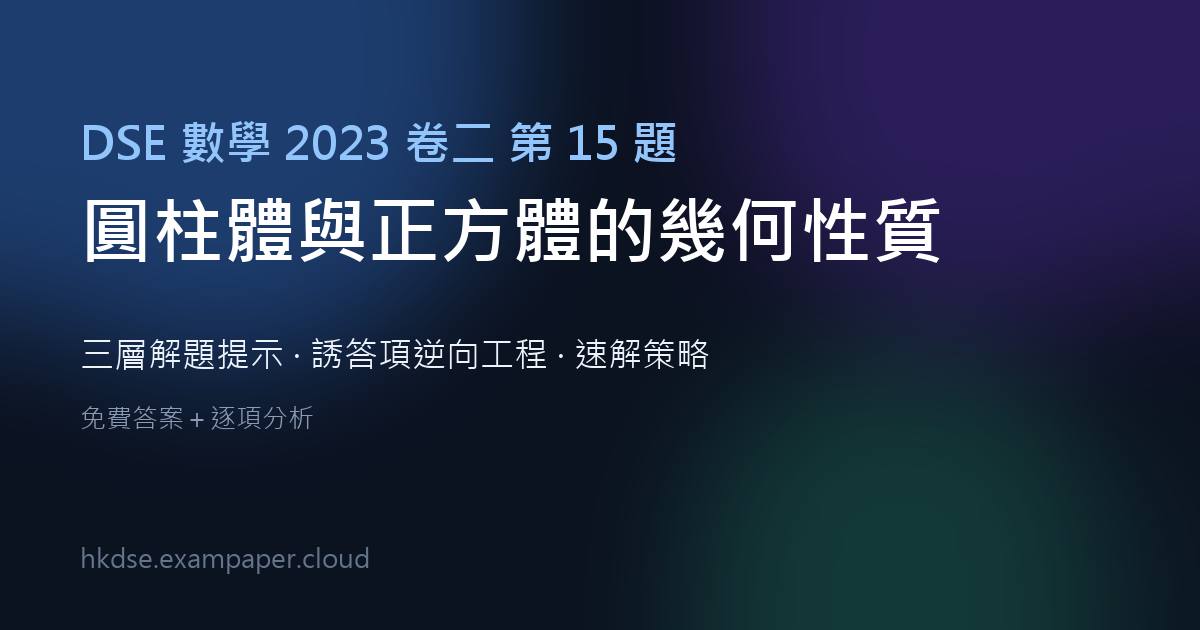 DSE 數學 2023 卷二 第 15 題
圓柱體與正方體的幾何性質
三層解題提示 · 誘答項逆向工程 · 速解策略
免費答案 + 逐項分析
hkdse.exampaper.cloud